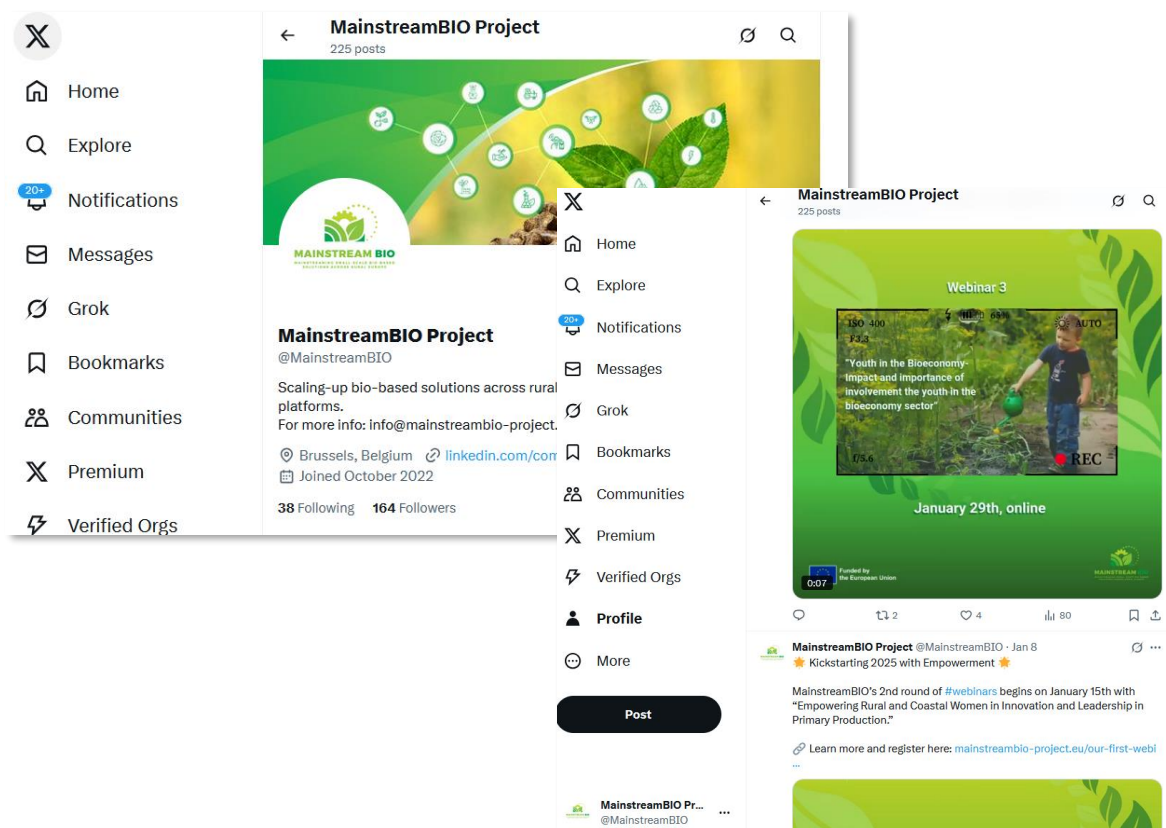 MainstreamBIO Project
225 posts
Home
Explore
20+
Notifications
Messages
Grok
Bookmarks
Communities
Premium
Verified Orgs
MAINSTREAM BIO
MainstreamBIO Project
@MainstreamBIO
Scaling-up bio-based solutions across rural
platforms.
For more info: info@mainstreambio-project.
Brussels, Belgium linkedin.com/com
Joined October 2022
38 Following 164 Followers
Home
Explore
20+
Notifications
Messages
Grok
Bookmarks
Communities
Premium
Verified Orgs
Profile
More
Post
MainstreamBIO Pr... ...
@MainstreamBIO
MainstreamBIO Project
225 posts
Webinar 3
ISO 400 65% AUTO
F3.3
"Youth in the Bioeconomy-
Impact and importance of
involvement the youth in the
bioeconomy sector"
f/5.6 REC
January 29th, online
Funded by
the European Union
0:07
MAINSTREAM BIO
2 4 80
MainstreamBIO Project @MainstreamBIO · Jan 8
Kickstarting 2025 with Empowerment
MainstreamBIO's 2nd round of #webinars begins on January 15th with
“Empowering Rural and Coastal Women in Innovation and Leadership in
Primary Production.”
Learn more and register here: mainstreambio-project.eu/our-first-webi
...